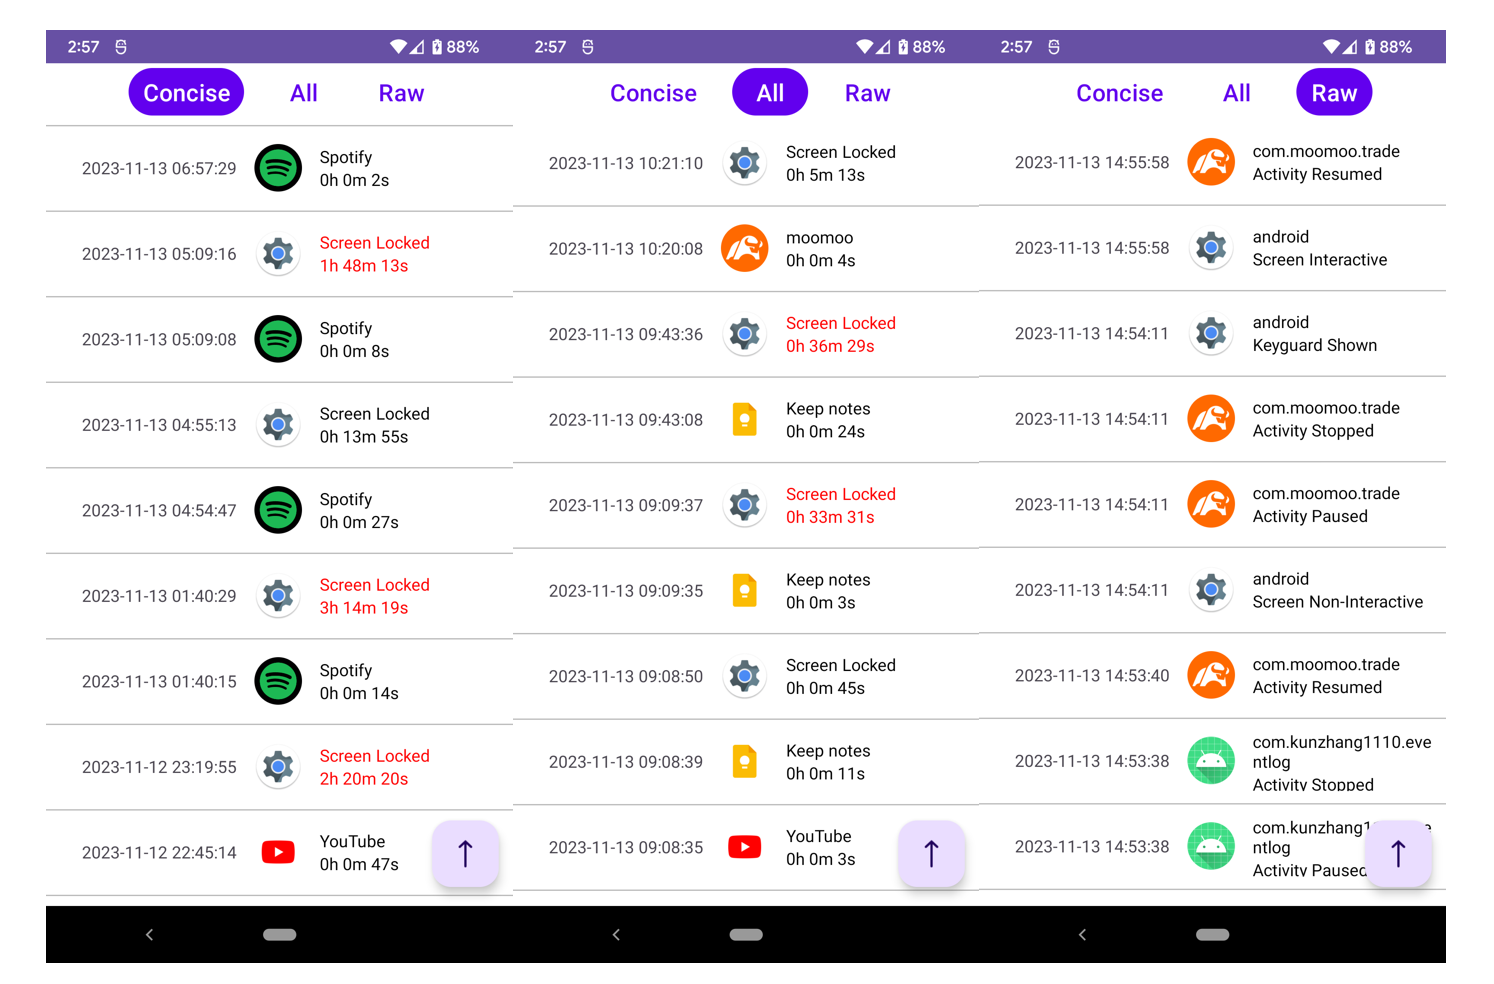 2:57
88%
Concise
All
Raw
2023-11-13 06:57:29
Spotify
0h 0m 2s
2023-11-13 05:09:16
Screen Locked
1h 48m 13s
2023-11-13 05:09:08
Spotify
0h 0m 8s
2023-11-13 04:55:13
Screen Locked
0h 13m 55s
2023-11-13 04:54:47
Spotify
0h 0m 27s
2023-11-13 01:40:29
Screen Locked
3h 14m 19s
2023-11-13 01:40:15
Spotify
0h 0m 14s
2023-11-12 23:19:55
Screen Locked
2h 20m 20s
2023-11-12 22:45:14
YouTube
0h 0m 47s
2:57
88%
Concise
All
Raw
2023-11-13 10:21:10
Screen Locked
0h 5m 13s
2023-11-13 10:20:08
moomoo
0h 0m 4s
2023-11-13 09:43:36
Screen Locked
0h 36m 29s
2023-11-13 09:43:08
Keep notes
0h 0m 24s
2023-11-13 09:09:37
Screen Locked
0h 33m 31s
2023-11-13 09:09:35
Keep notes
0h 0m 3s
2023-11-13 09:08:50
Screen Locked
0h 0m 45s
2023-11-13 09:08:39
Keep notes
0h 0m 11s
2023-11-13 09:08:35
YouTube
0h 0m 3s
2:57
88%
Concise
All
Raw
2023-11-13 14:55:58
com.moomoo.trade
Activity Resumed
2023-11-13 14:55:58
android
Screen Interactive
2023-11-13 14:54:11
android
Keyguard Shown
2023-11-13 14:54:11
com.moomoo.trade
Activity Stopped
2023-11-13 14:54:11
com.moomoo.trade
Activity Paused
2023-11-13 14:54:11
android
Screen Non-Interactive
2023-11-13 14:53:40
com.moomoo.trade
Activity Resumed
2023-11-13 14:53:38
com.kunzhang1110.eve
ntlog
Activity Stopped
2023-11-13 14:53:38
ntlog
Activity Paused